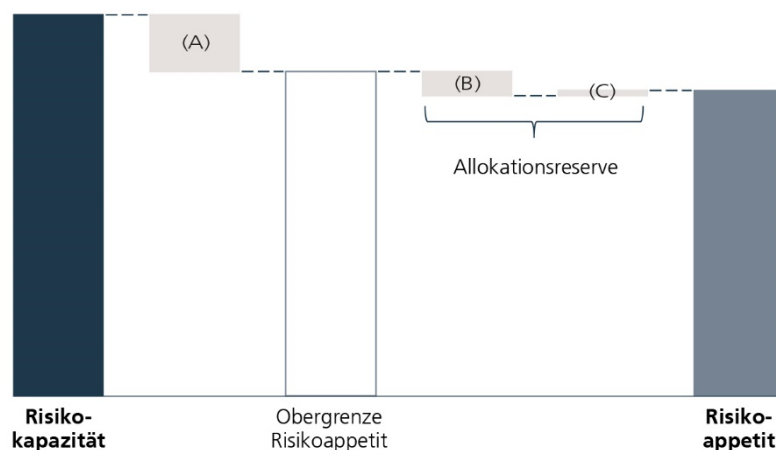 (A)
(B)
(C)
Allokationsreserve
Risiko-
kapazität
Obergrenze
Risikoappetit
Risiko-
appetit